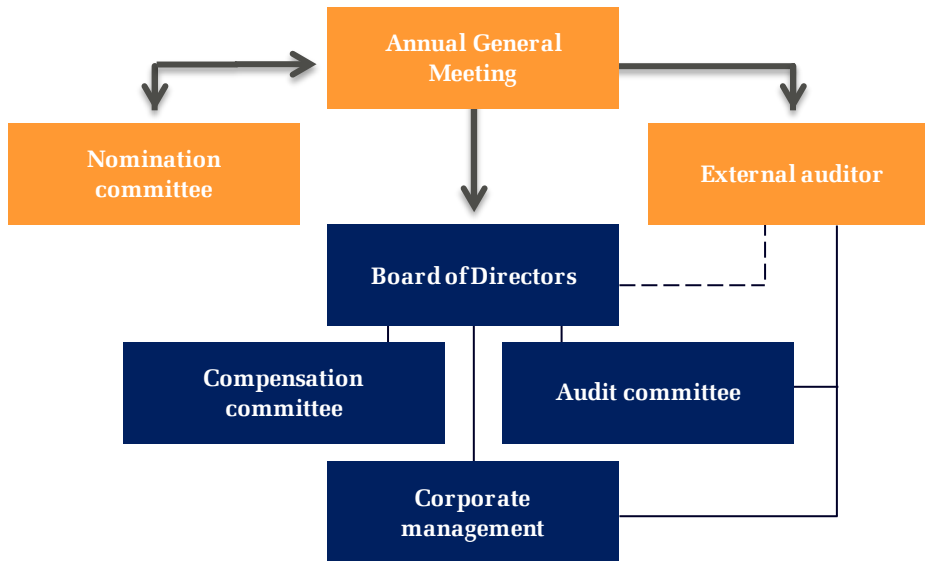 Annual General
Meeting
Nomination
committee
External auditor
Board of Directors
Compensation
committee
Audit committee
Corporate
management